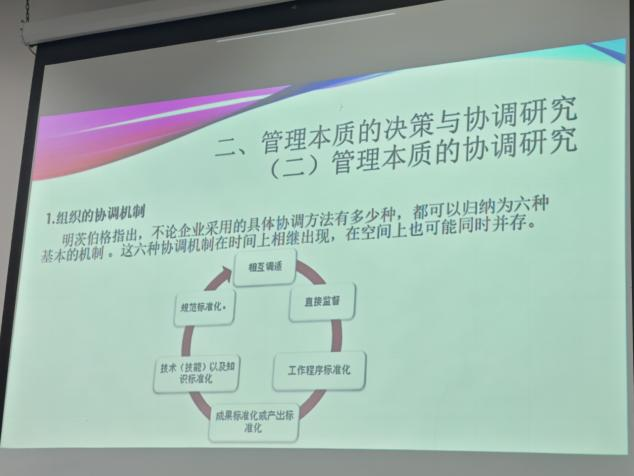 二、管理本质的决策与协调研究
（二）管理本质的协调研究
1.组织的协调机制
明茨伯格指出，不论企业采用的具体协调方法有多少种，都可以归纳为六种
基本的机制。这六种协调机制在时间上相继出现，在空间上也可能同时并存。
相互调适
直接监督
工作程序标准化
成果标准化或产出标
准化
技术（技能）以及知
识标准化
规范标准化。